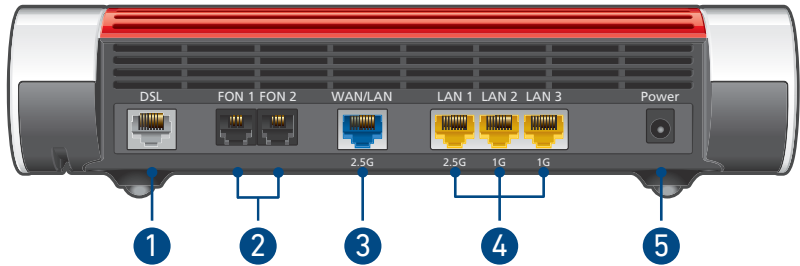 DSL FON 1 FON 2 WAN/LAN LAN 1 LAN 2 LAN 3 Power
2.5G 2.5G 1G 1G
1 2 3 4 5